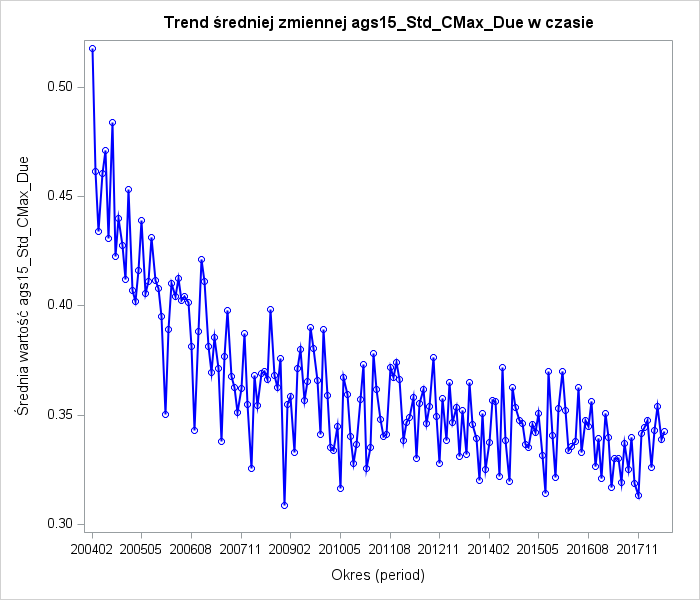 Trend średniej zmiennej ags15_Std_CMax_Due w czasie
Średnia wartość ags15_Std_CMax_Due
0.50
0.45
0.40
0.35
0.30
200402 200505 200608 200711 200902 201005 201108 201211 201402 201505 201608 201711
Okres (period)